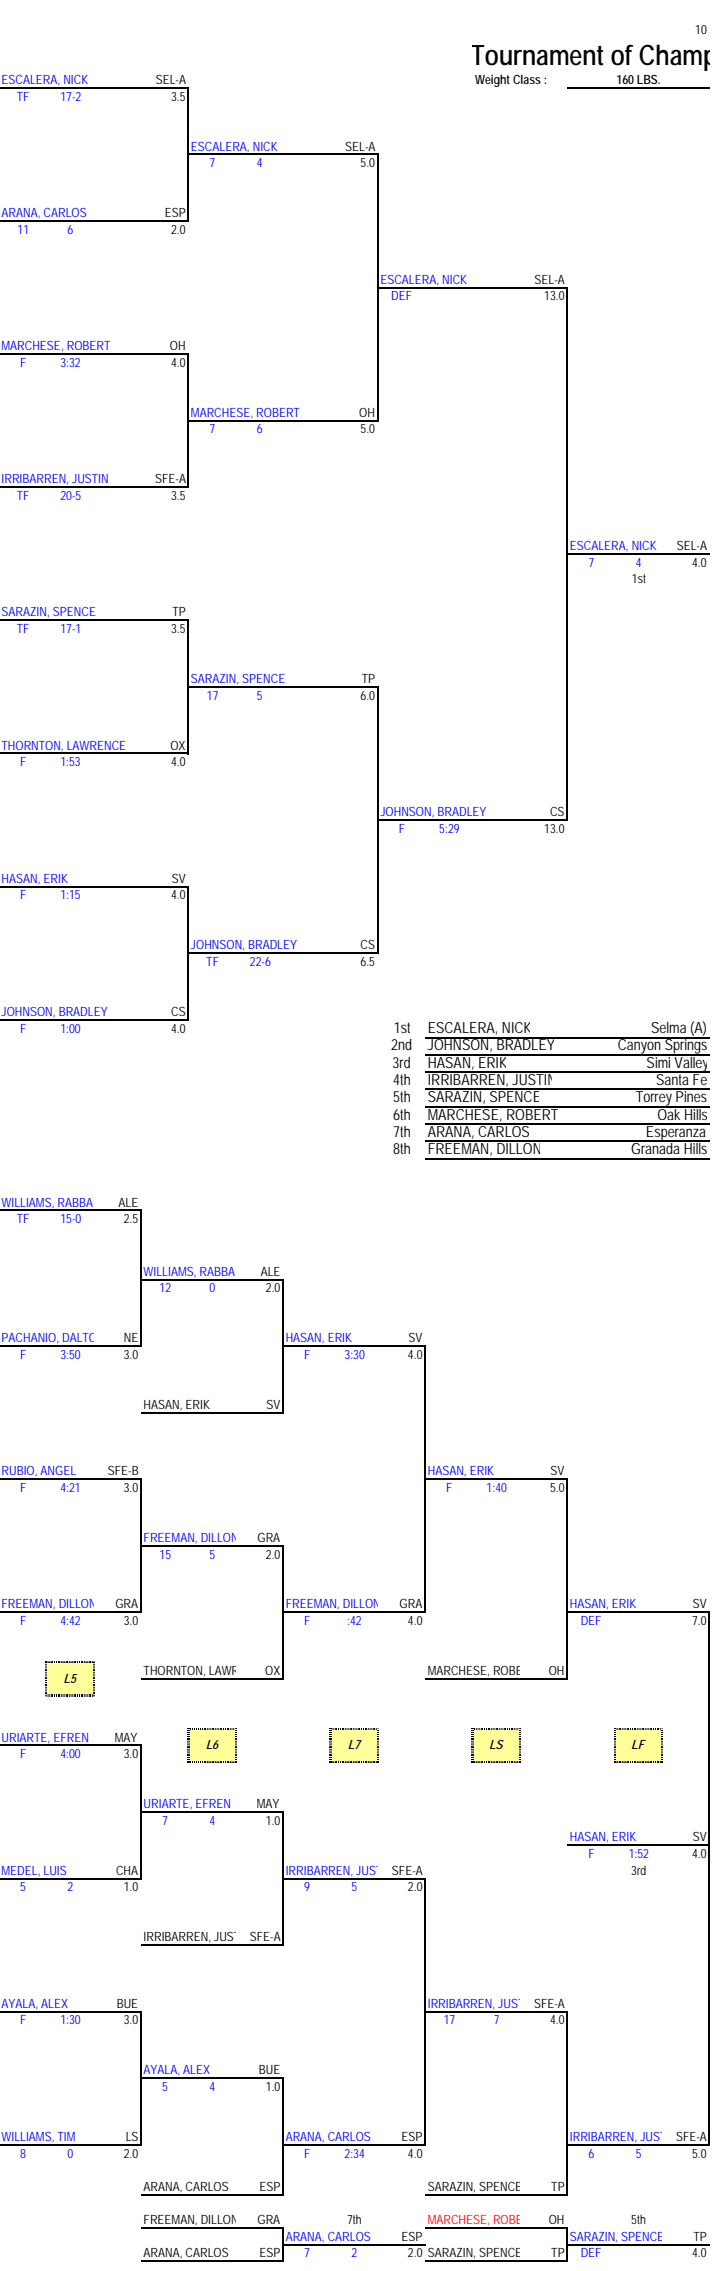 10
Tournament of Champ
Weight Class : 160 LBS.
ESCALERA, NICK SEL-A
TF 17-2 3.5
ESCALERA, NICK SEL-A
7 4 5.0
ARANA, CARLOS ESP
11 6 2.0
ESCALERA, NICK SEL-A
DEF 13.0
MARCHESE, ROBERT OH
F 3:32 4.0
MARCHESE, ROBERT OH
7 6 5.0
IRRIBARREN, JUSTIN SFE-A
TF 20-5 3.5
ESCALERA, NICK SEL-A
7 4 4.0
1st
SARAZIN, SPENCE TP
TF 17-1 3.5
SARAZIN, SPENCE TP
17 5 6.0
THORNTON, LAWRENCE OX
F 1:53 4.0
JOHNSON, BRADLEY CS
F 5:29 13.0
HASAN, ERIK SV
F 1:15 4.0
JOHNSON, BRADLEY CS
TF 22-6 6.5
JOHNSON, BRADLEY CS
F 1:00 4.0
1st ESCALERA, NICK Selma (A)
2nd JOHNSON, BRADLEY Canyon Springs
3rd HASAN, ERIK Simi Valley
4th IRRIBARREN, JUSTIN Santa Fe
5th SARAZIN, SPENCE Torrey Pines
6th MARCHESE, ROBERT Oak Hills
7th ARANA, CARLOS Esperanza
8th FREEMAN, DILLON Granada Hills
WILLIAMS, RABBA ALE
TF 15-0 2.5
WILLIAMS, RABBA ALE
12 0 2.0
PACHANIO, DALTC NE
F 3:50 3.0
HASAN, ERIK SV
F 3:30 4.0
HASAN, ERIK SV
RUBIO, ANGEL SFE-B
F 4:21 3.0
HASAN, ERIK SV
F 1:40 5.0
FREEMAN, DILLON GRA
15 5 2.0
FREEMAN, DILLON GRA
F 4:42 3.0
FREEMAN, DILLON GRA
F :42 4.0
HASAN, ERIK SV
DEF 7.0
THORNTON, LAWR OX
MARCHESE, ROBE OH
L5
URIARTE, EFREN MAY
F 4:00 3.0
L6 L7 LS LF
URIARTE, EFREN MAY
7 4 1.0
HASAN, ERIK SV
F 1:52 4.0
3rd
MEDEL, LUIS CHA
5 2 1.0
IRRIBARREN, JUS SFE-A
9 5 2.0
IRRIBARREN, JUS SFE-A
AYALA, ALEX BUE
F 1:30 3.0
IRRIBARREN, JUS SFE-A
17 7 4.0
AYALA, ALEX BUE
5 4 1.0
WILLIAMS, TIM LS
8 0 2.0
ARANA, CARLOS ESP
F 2:34 4.0
IRRIBARREN, JUS SFE-A
6 5 5.0
ARANA, CARLOS ESP
SARAZIN, SPENCE TP
FREEMAN, DILLON GRA 7th MARCHESE, ROBE OH 5th
ARANA, CARLOS ESP SARAZIN, SPENCE TP
ARANA, CARLOS ESP 7 2 2.0 SARAZIN, SPENCE TP DEF 4.0